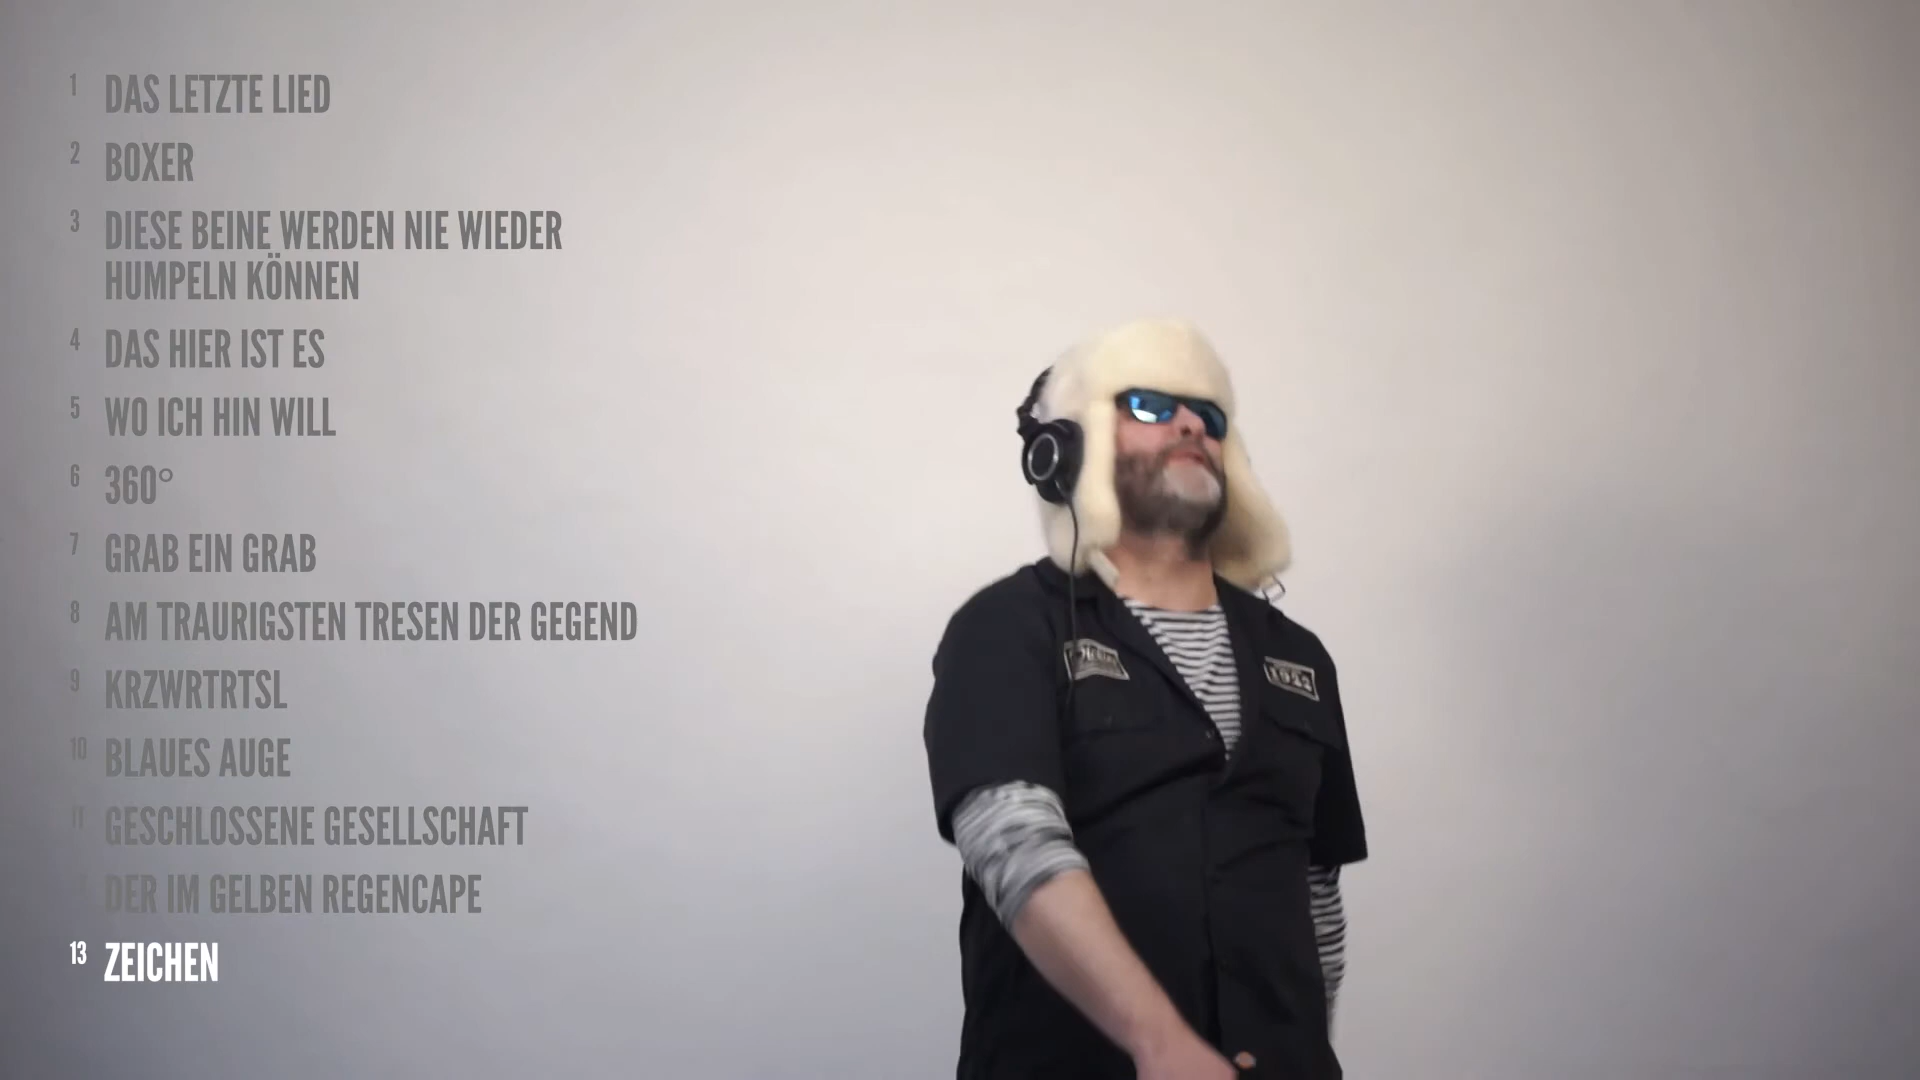 1 DAS LETZTE LIED
2 BOXER
3 DIESE BEINE WERDEN NIE WIEDER
HUMPELN KÖNNEN
4 DAS HIER IST ES
5 WO ICH HIN WILL
6 360°
7 GRAB EIN GRAB
8 AM TRAURIGSTEN TRESEN DER GEGEND
9 KRZWRTRTSL
10 BLAUES AUGE
11 GESCHLOSSENE GESELLSCHAFT
DER IM GELBEN REGENCAPE
13 ZEICHEN